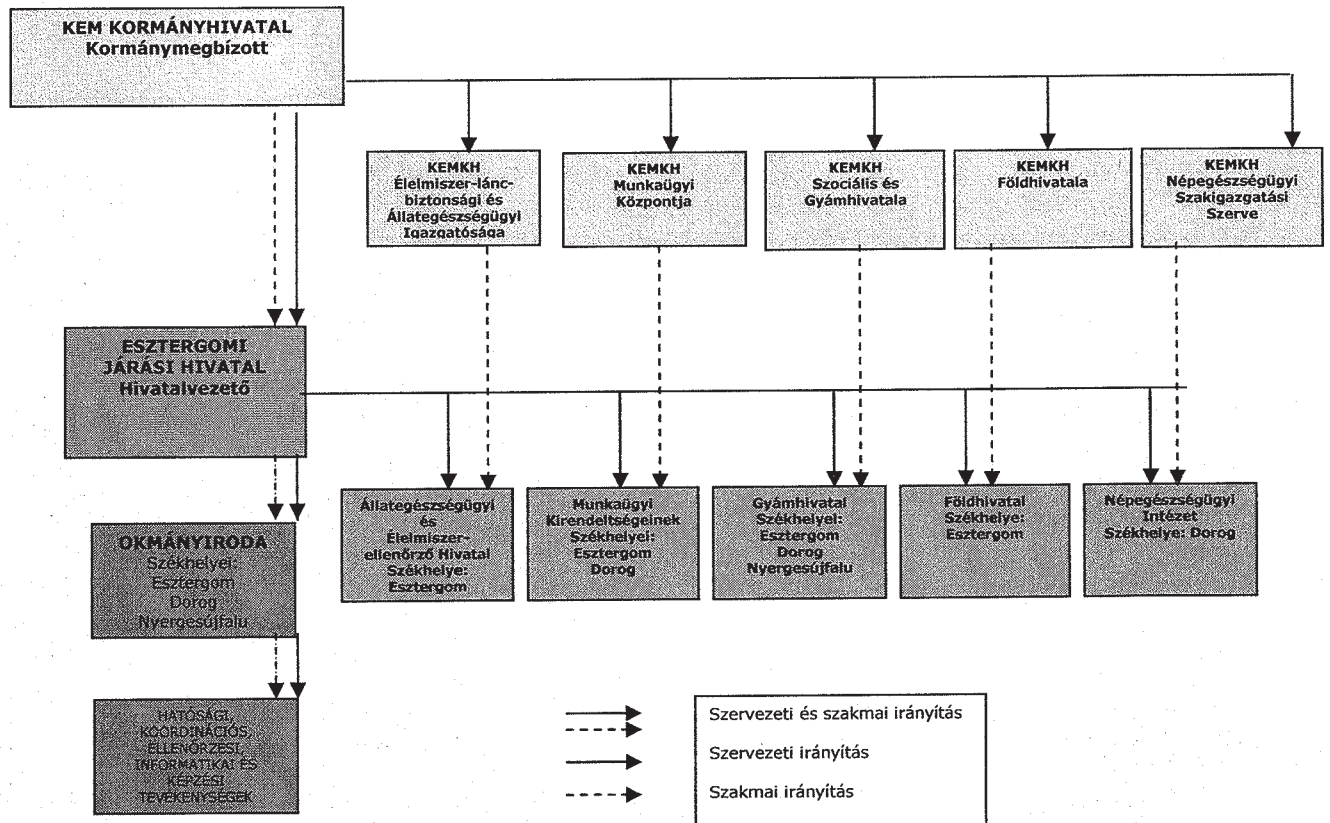 KEM KORMÁNYHIVATAL
Kormánymegbízott
KEMKH
Élelmiszer-lánc-
biztonsági és
Állategészségügyi
Igazgatósága
KEMKH
Munkaügyi
Központja
KEMKH
Szociális és
Gyámhivatala
KEMKH
Földhivatala
KEMKH
Népegészségügyi
Szakigazgatási
Szerve
ESZTERGOMI
JÁRÁSI HIVATAL
Hivatalvezető
Állategészségügyi
és
Élelmiszer-
ellenőrző Hivatal
Székhelye:
Esztergom
Munkaügyi
Kirendeltségeinek
Székhelyei:
Esztergom
Dorog
Gyámhivatal
Székhelyei:
Esztergom
Dorog
Nyergesújfalu
Földhivatal
Székhelye:
Esztergom
Népegészségügyi
Intézet
Székhelye: Dorog
OKMÁNYIRODA
Székhelyei:
Esztergom
Dorog
Nyergesújfalu
HATÓSÁGI,
KOORDINÁCIÓS,
ELLENŐRZÉSI,
INFORMATIKAI ÉS
KÉPZÉSI
TEVÉKENYSÉGEK
Szervezeti és szakmai irányítás
Szervezeti irányítás
Szakmai irányítás